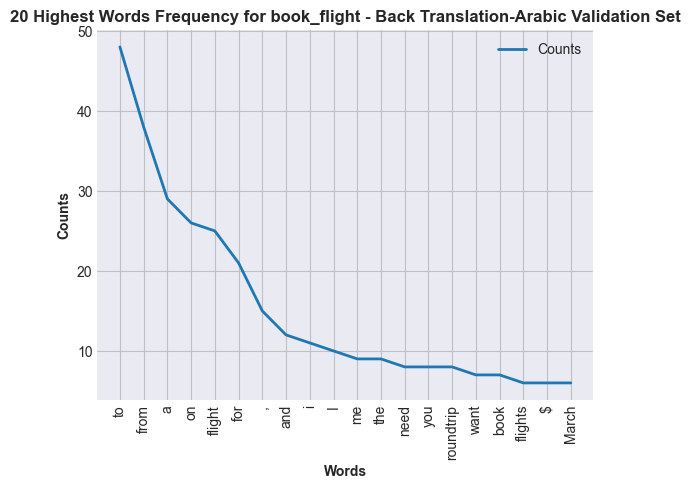 20 Highest Words Frequency for book_flight - Back Translation-Arabic Validation Set
50
40
30
20
10
Counts
Counts
to
from
a
on
flight
for
,
and
i
I
me
the
need
you
roundtrip
want
book
flights
$
March
Words